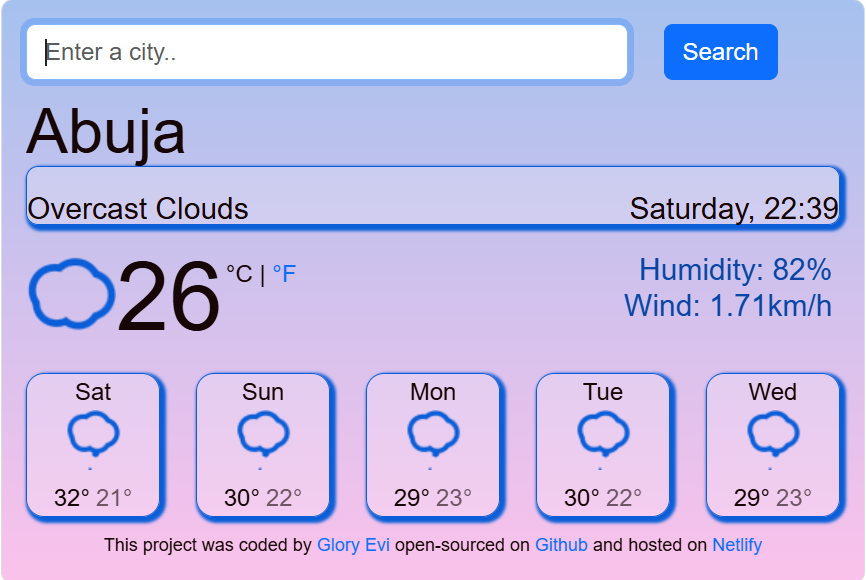 Enter a city..
Search
Abuja
Overcast Clouds
Saturday, 22:39
26 °C | °F
Humidity: 82%
Wind: 1.71km/h
Sat
Sun
Mon
Tue
Wed
32° 21°
30° 22°
29° 23°
30° 22°
29° 23°
This project was coded by Glory Evi open-sourced on Github and hosted on Netlify